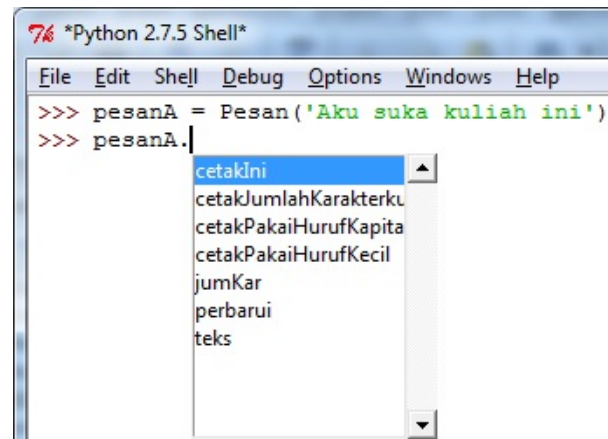 *Python 2.7.5 Shell*
File Edit Shell Debug Options Windows Help
>>> pesanA = Pesan('Aku suka kuliah ini')
>>> pesanA.
cetakIni
cetakJumlahKarakterku
cetakPakaiHurufKapita
cetakPakaiHurufKecil
jumKar
perbarui
teks